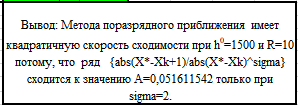 Вывод: Метода поразрядного приближения имеет
квадратичную скорость сходимости при h⁰=1500 и R=10
потому, что ряд {abs(X*-Xk+1)/abs(X*-Xk)^sigma}
сходится к значению A=0,051611542 только при
sigma=2.